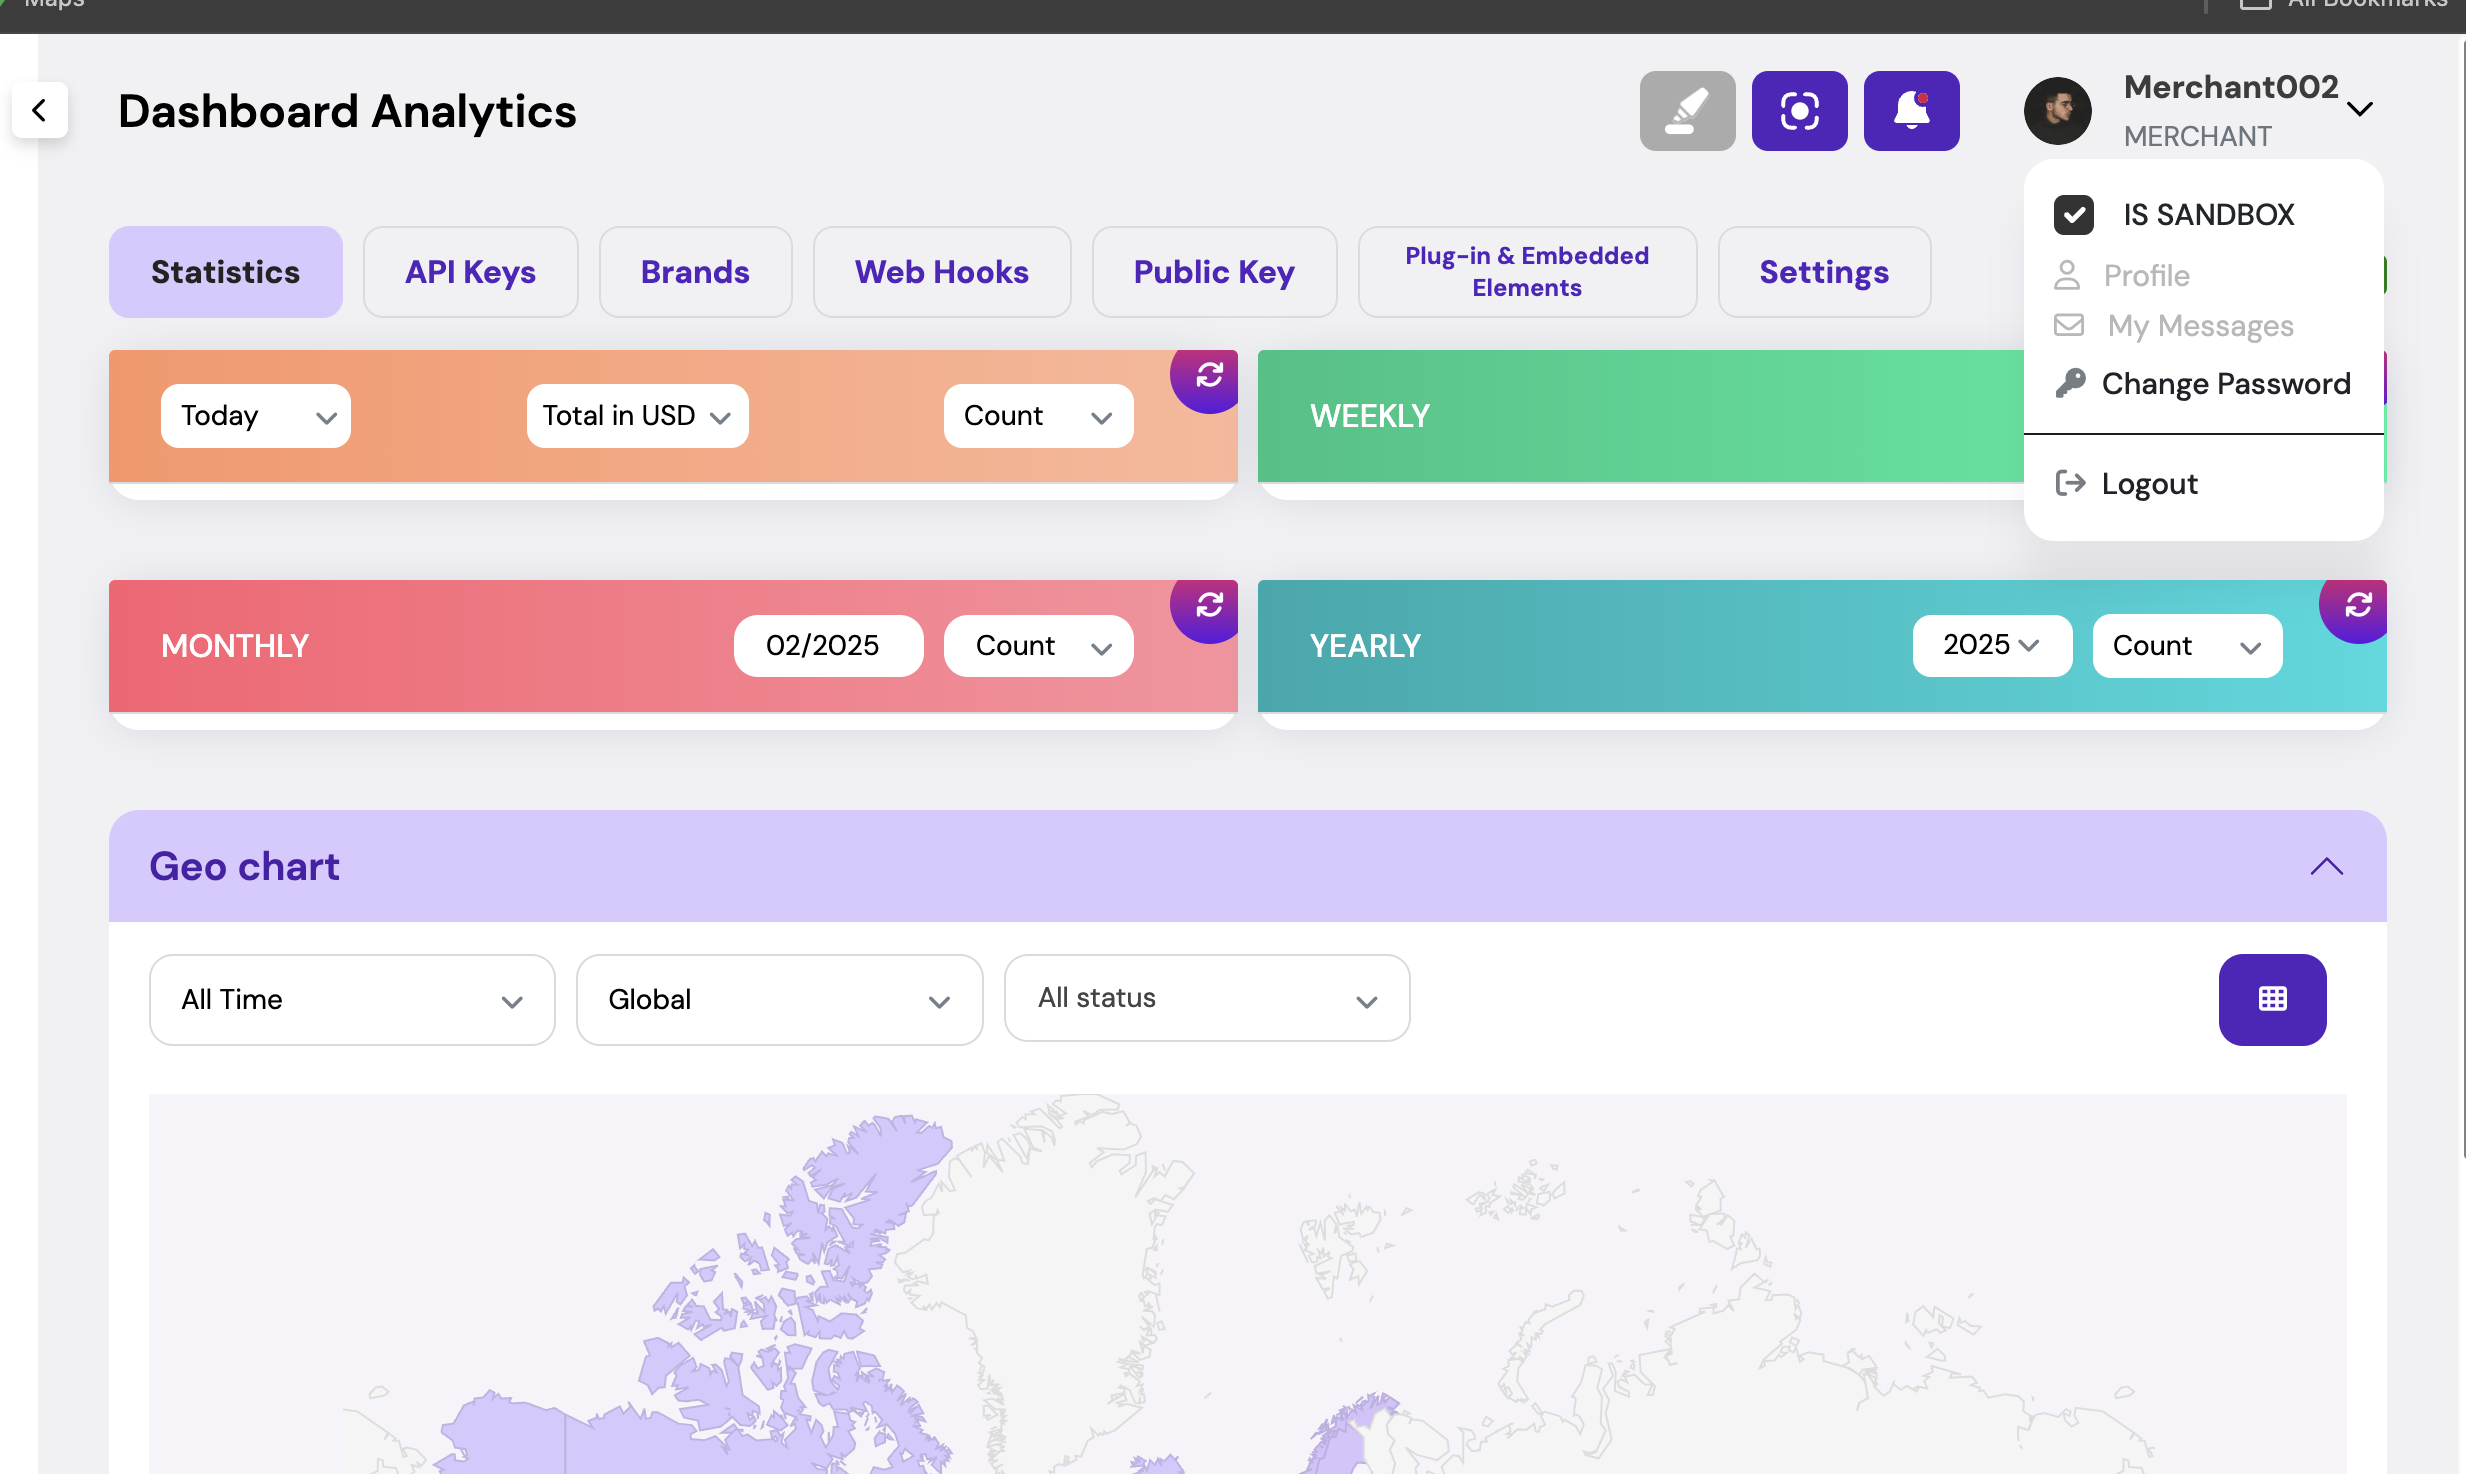 Maps
All Bookmarks
Dashboard Analytics
Merchant002
MERCHANT
IS SANDBOX
Profile
My Messages
Change Password
Logout
Statistics
API Keys
Brands
Web Hooks
Public Key
Plug-in & Embedded
Elements
Settings
Today
Total in USD
Count
WEEKLY
MONTHLY
02/2025
Count
YEARLY
2025
Count
Geo chart
All Time
Global
All status